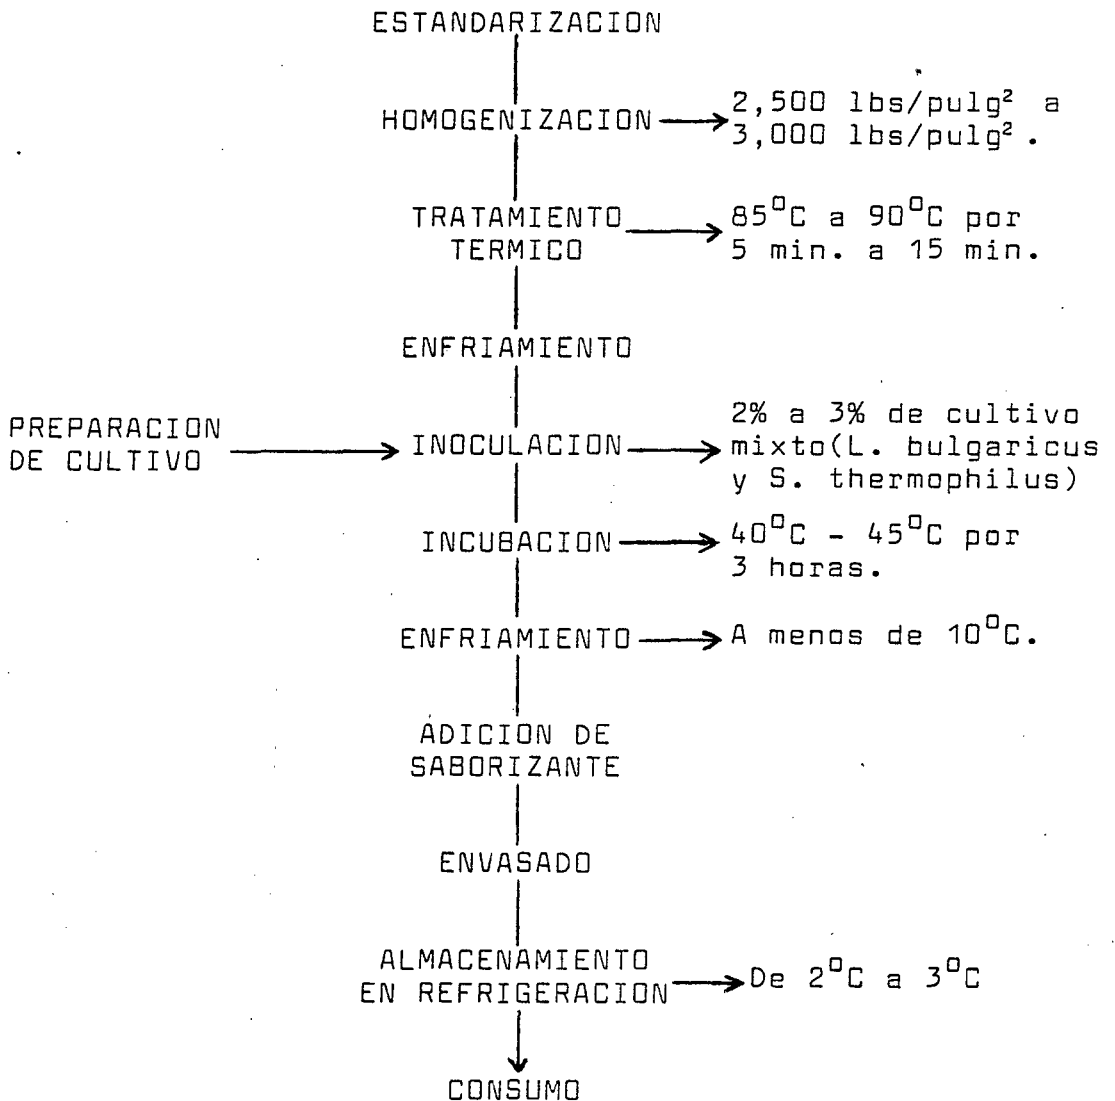 ESTANDARIZACION
HOMOGENIZACION
2,500 lbs/pulg² a
3,000 lbs/pulg².
TRATAMIENTO
TERMICO
85°C a 90°C por
5 min. a 15 min.
ENFRIAMIENTO
PREPARACION
DE CULTIVO
INOCULACION
2% a 3% de cultivo
mixto(L. bulgaricus
y S. thermophilus)
INCUBACION
40°C - 45°C por
3 horas.
ENFRIAMIENTO
A menos de 10°C.
ADICION DE
SABORIZANTE
ENVASADO
ALMACENAMIENTO
EN REFRIGERACION
De 2°C a 3°C
CONSUMO